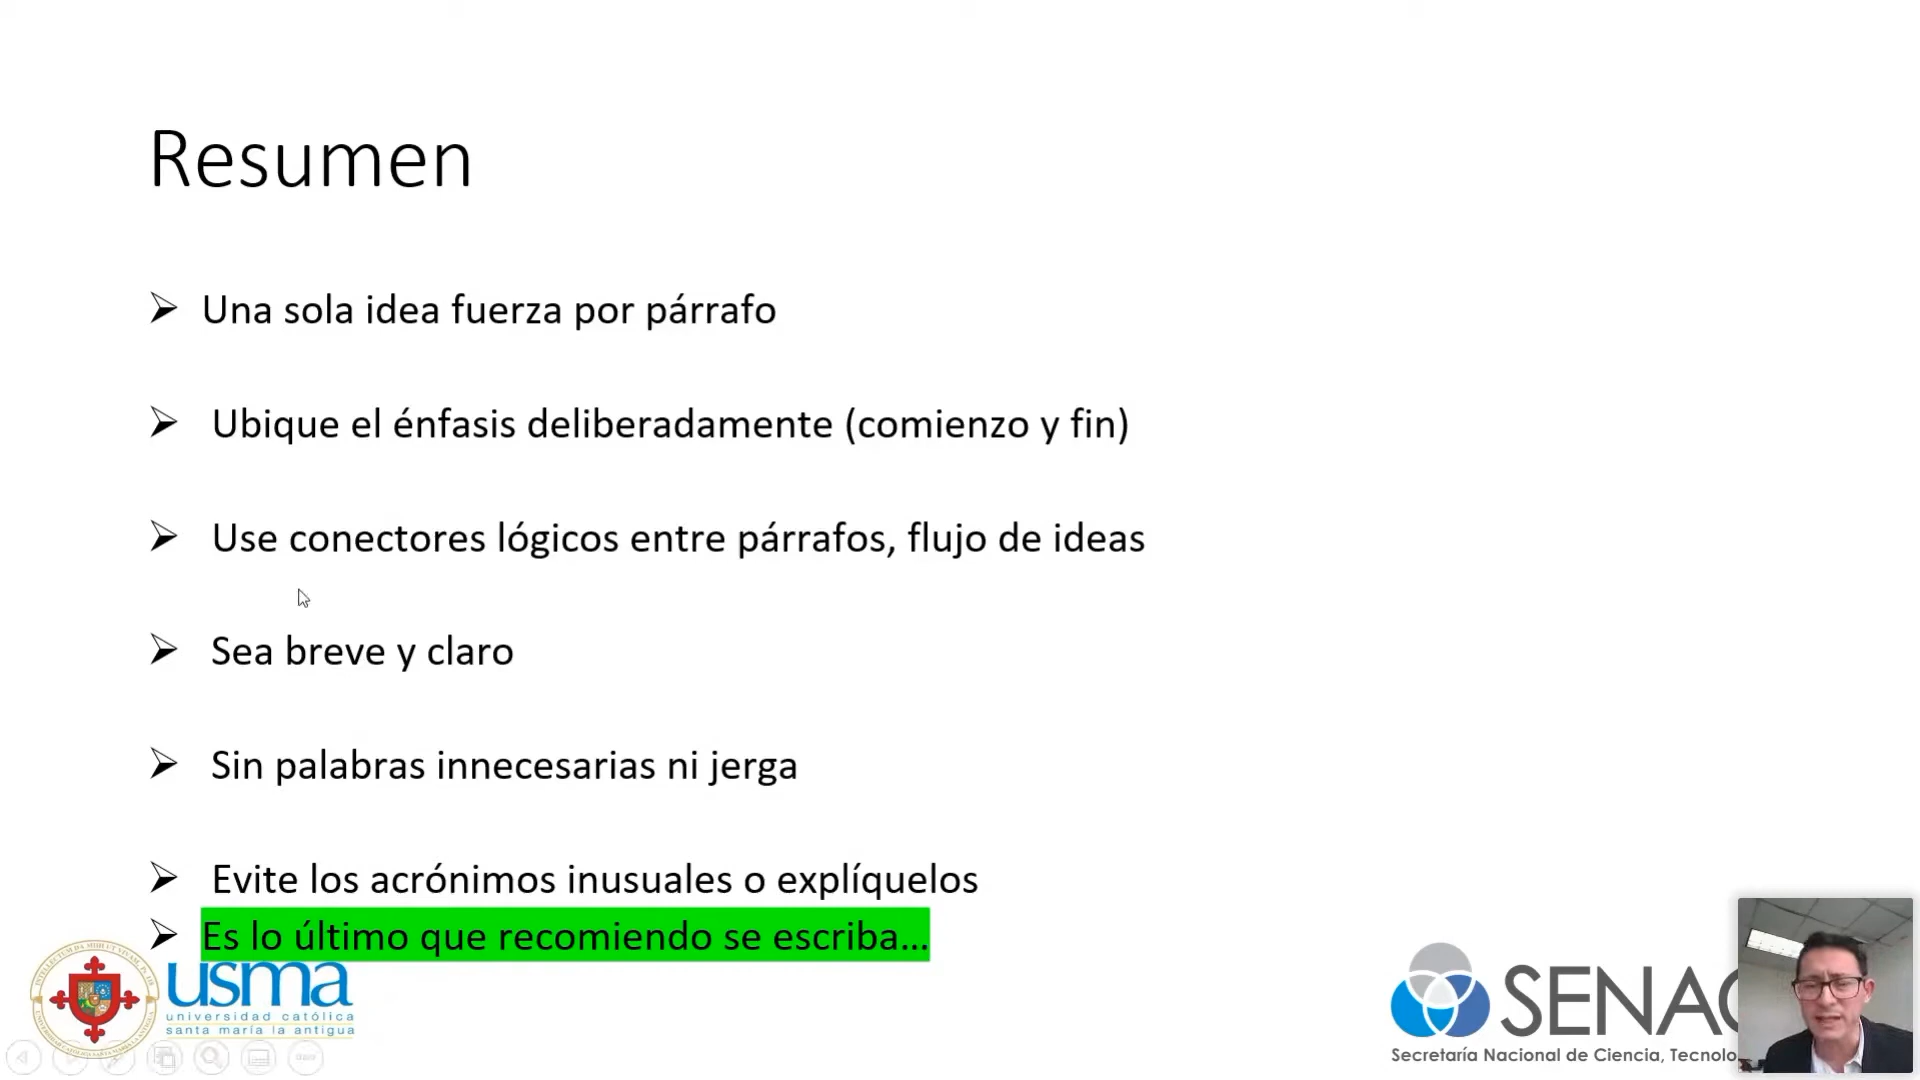 Resumen
Una sola idea fuerza por párrafo
Ubique el énfasis deliberadamente (comienzo y fin)
Use conectores lógicos entre párrafos, flujo de ideas
Sea breve y claro
Sin palabras innecesarias ni jerga
Evite los acrónimos inusuales o explíquelos
Es lo último que recomiendo se escriba...
usma
universidad católica
santa maría la antigua
SENAC
Secretaría Nacional de Ciencia, Tecnolo